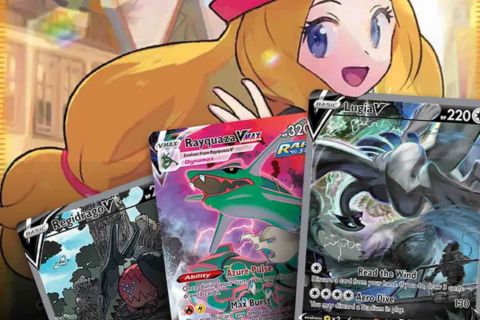 BASIC
Regidrago V
VMAX
Rayquaza VMAX
320
Evolves from Rayquaza V
Dynamax
Ability Azure Pulse
Max Burst
BASIC
Lugia V
HP 220
Read the Wind
Discard a card from your hand. If you do, draw 3 cards.
Aero Dive
130
You may discard a Stadium in play.